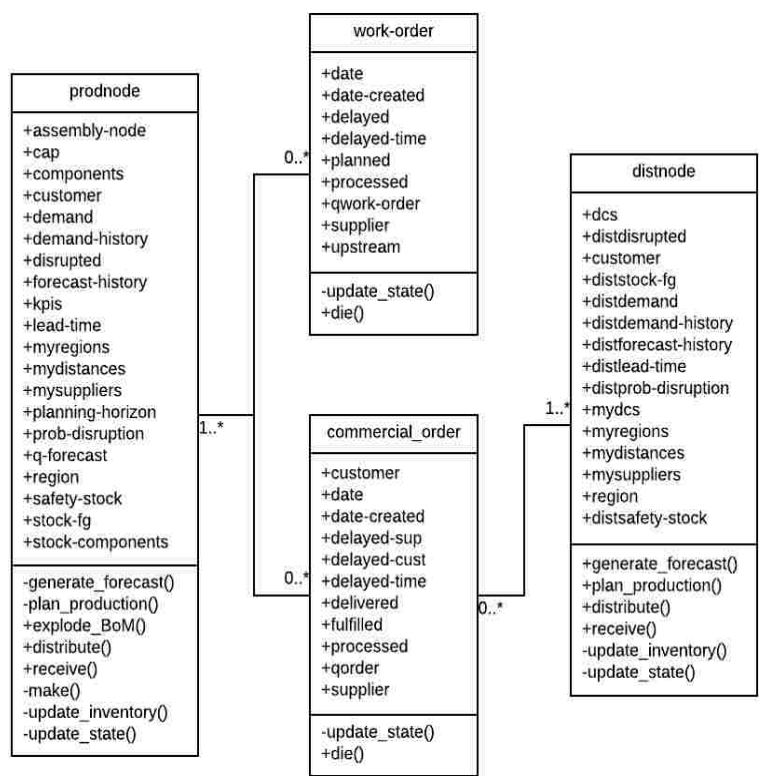 work-order
+date
+date-created
+delayed
+delayed-time
+planned
+processed
+qwork-order
+supplier
+upstream
-update_state()
+die()
prodnode
+assembly-node
+cap
+components
+customer
+demand
+demand-history
+disrupted
+forecast-history
+kpis
+lead-time
+myregions
+mydistances
+mysuppliers
+planning-horizon
+prob-disruption
+q-forecast
+region
+safety-stock
+stock-fg
+stock-components
-generate_forecast()
-plan_production()
+explode_BoM()
+distribute()
+receive()
-make()
-update_inventory()
-update_state()
0..*
1..*
0..*
commercial_order
+customer
+date
+date-created
+delayed-sup
+delayed-cust
+delayed-time
+delivered
+fulfilled
+processed
+qorder
+supplier
-update_state()
+die()
0..*
1..*
distnode
+dcs
+distdisrupted
+customer
+diststock-fg
+distdemand
+distdemand-history
+distforecast-history
+distlead-time
+distprob-disruption
+mydcs
+myregions
+mydistances
+mysuppliers
+region
+distsafety-stock
+generate_forecast()
+plan_production()
+distribute()
+receive()
-update_inventory()
-update_state()